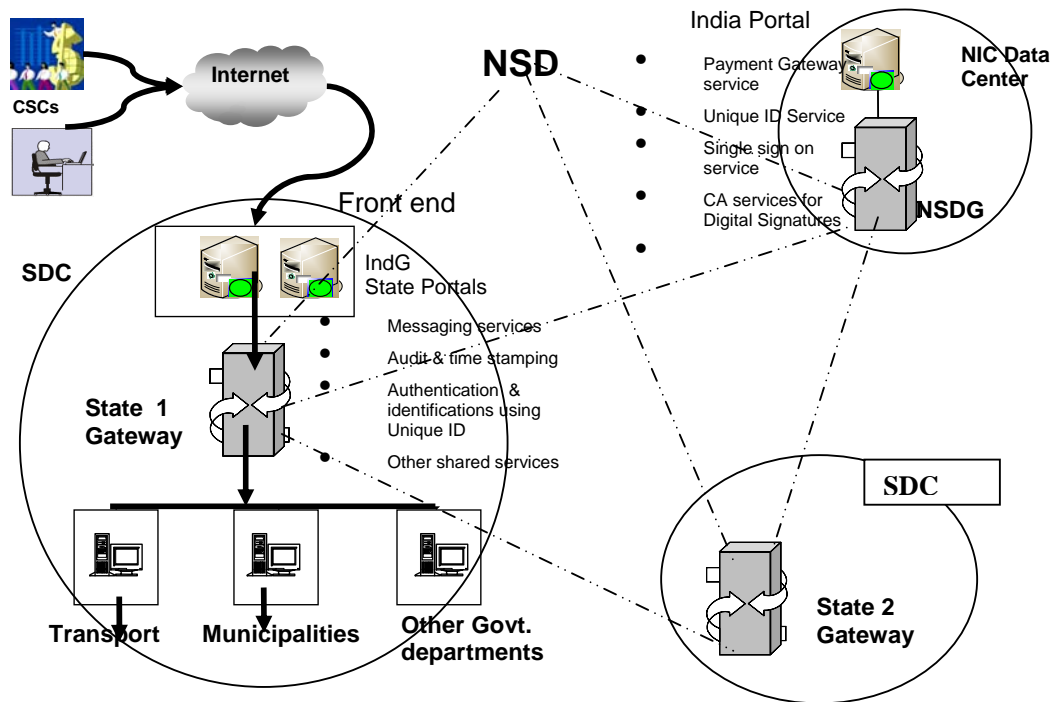 India Portal
NSD
NIC Data
Center
Internet
CSCs
Payment Gateway
service
Unique ID Service
Single sign on
service
CA services for
Digital Signatures
NSDG
Front end
SDC
IndG
State Portals
Messaging services
Audit & time stamping
Authentication &
identifications using
Unique ID
Other shared services
State 1
Gateway
SDC
State 2
Gateway
Transport
Municipalities
Other Govt.
departments